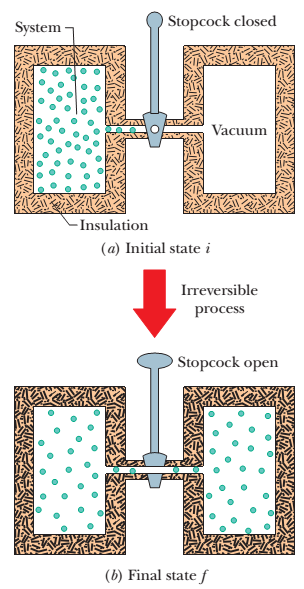 Stopcock closed
System
Vacuum
Insulation
(a) Initial state i
Irreversible
process
Stopcock open
(b) Final state f